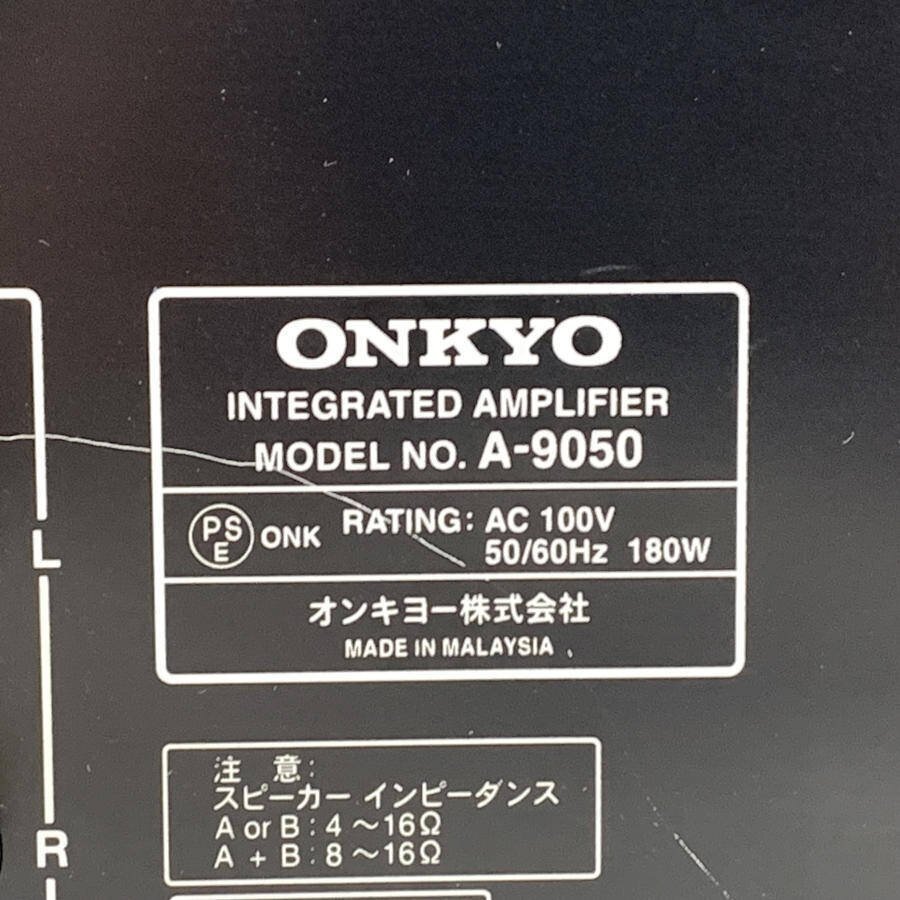 ONKYO
INTEGRATED AMPLIFIER
MODEL NO. A-9050
PSE ONK RATING: AC 100V
50/60Hz 180W
オンキヨー株式会社
MADE IN MALAYSIA
L
R
注 意:
スピーカー インピーダンス
A or B : 4 ~16Ω
A + B : 8 ~16Ω